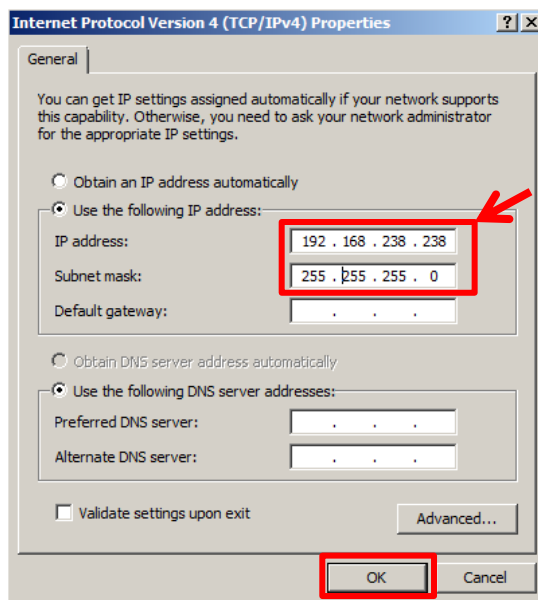 Internet Protocol Version 4 (TCP/IPv4) Properties
General
You can get IP settings assigned automatically if your network supports
this capability. Otherwise, you need to ask your network administrator
for the appropriate IP settings.
Obtain an IP address automatically
Use the following IP address:
IP address: 192 . 168 . 238 . 238
Subnet mask: 255 . 255 . 255 . 0
Default gateway: . . .
Obtain DNS server address automatically
Use the following DNS server addresses:
Preferred DNS server: . . .
Alternate DNS server: . . .
Validate settings upon exit
Advanced...
OK Cancel